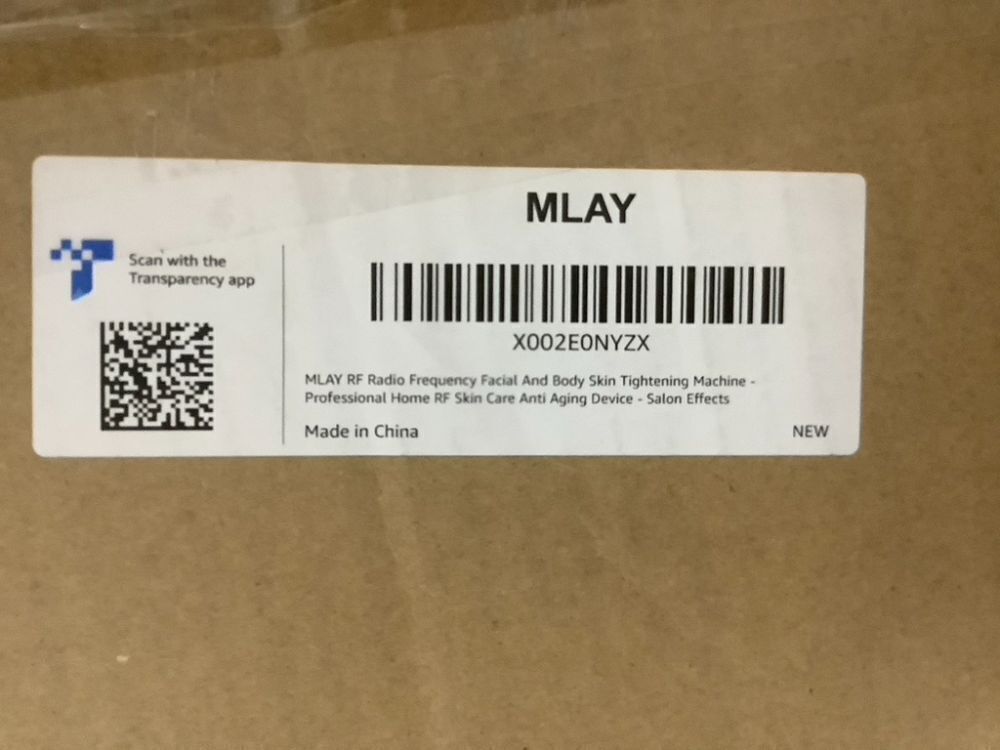 MLAY
Scan with the
Transparency app
X002E0NYZX
MLAY RF Radio Frequency Facial And Body Skin Tightening Machine -
Professional Home RF Skin Care Anti Aging Device - Salon Effects
Made in China
NEW